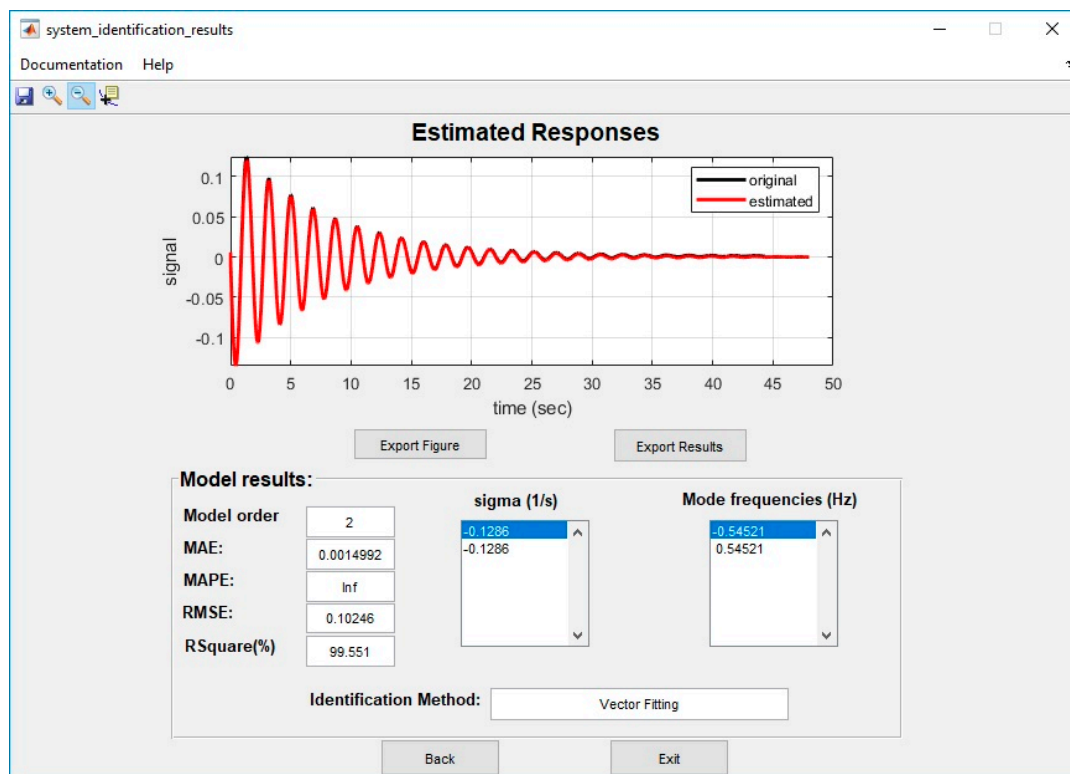 system_identification_results
Documentation Help
Estimated Responses
0.1
0.05
0
-0.05
-0.1
signal
original
estimated
0 5 10 15 20 25 30 35 40 45 50
time (sec)
Export Figure Export Results
Model results:
sigma (1/s) Mode frequencies (Hz)
Model order 2
-0.1286 -0.54521
-0.1286 0.54521
MAE: 0.0014992
MAPE: Inf
RMSE: 0.10246
RSquare(%) 99.551
Identification Method: Vector Fitting
Back Exit